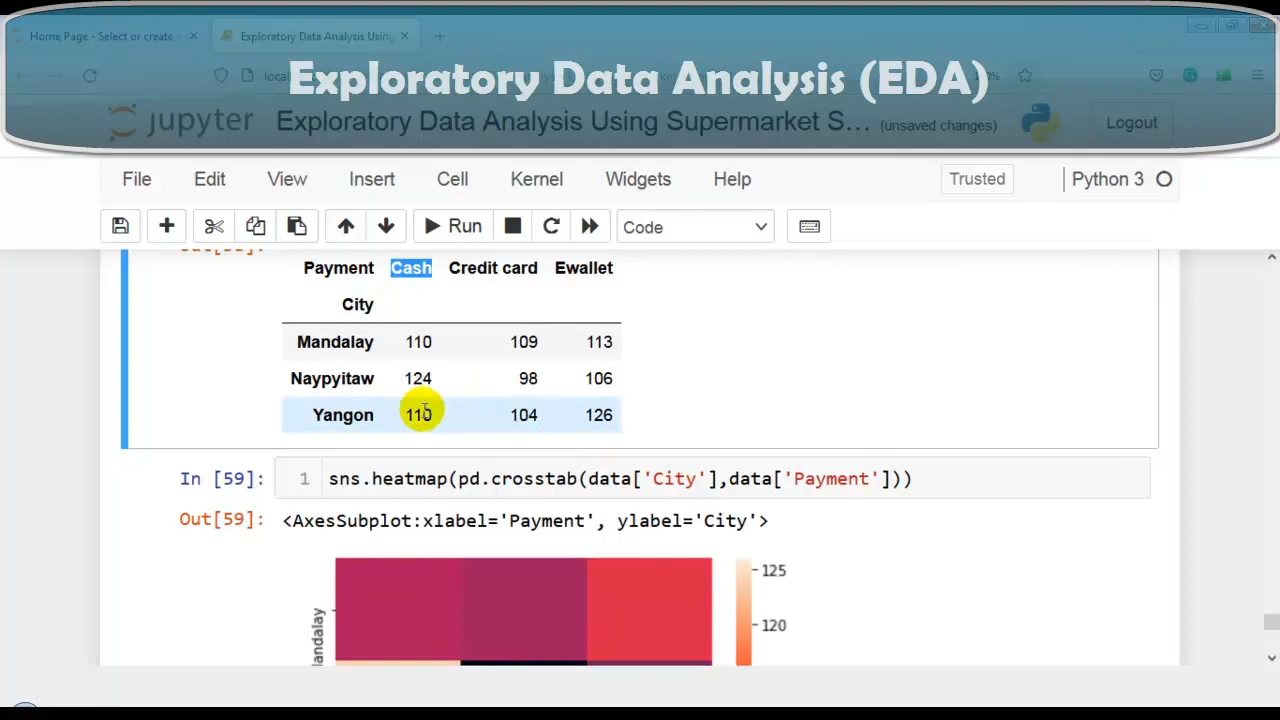 Home Page - Select or create
Exploratory Data Analysis Using
Exploratory Data Analysis (EDA)
jupyter Exploratory Data Analysis Using Supermarket S... (unsaved changes) Logout
File Edit View Insert Cell Kernel Widgets Help Trusted Python 3
Run Code
Payment Cash Credit card Ewallet
City
Mandalay 110 109 113
Naypyitaw 124 98 106
Yangon 110 104 126
In [59]: 1 sns.heatmap(pd.crosstab(data['City'],data['Payment']))
Out[59]: <AxesSubplot:xlabel='Payment', ylabel='City'>
125
120